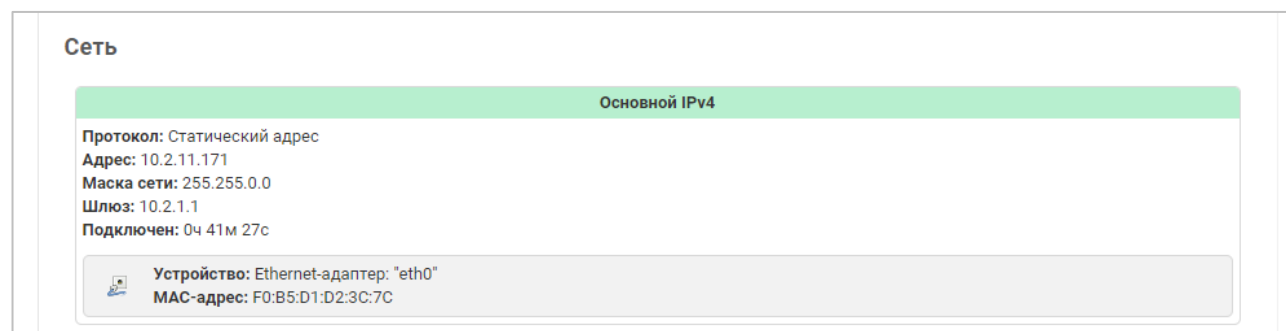 Сеть
Основной IPv4
Протокол: Статический адрес
Адрес: 10.2.11.171
Маска сети: 255.255.0.0
Шлюз: 10.2.1.1
Подключен: 0ч 41м 27с
Устройство: Ethernet-адаптер: "eth0"
MAC-адрес: F0:B5:D1:D2:3C:7C